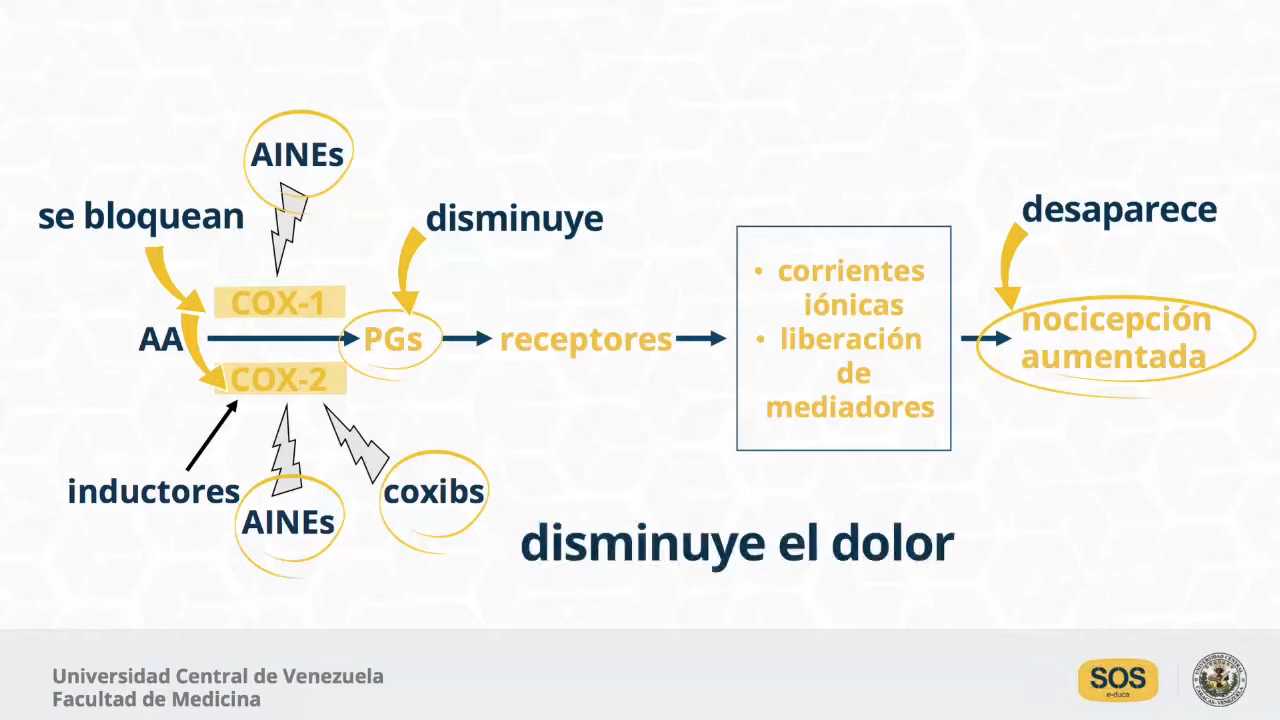 AINEs
se bloquean
disminuye
desaparece
COX-1
AA
PGs
receptores
COX-2
• corrientes
iónicas
• liberación
de
mediadores
nocicepción
aumentada
inductores
AINEs
coxibs
disminuye el dolor
Universidad Central de Venezuela
Facultad de Medicina
SOS
e-duca